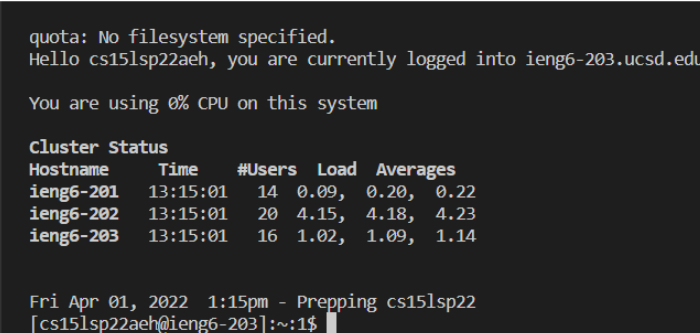 quota: No filesystem specified.
Hello cs15lsp22aeh, you are currently logged into ieng6-203.ucsd.edu
You are using 0% CPU on this system
Cluster Status
Hostname Time #Users Load Averages
ieng6-201 13:15:01 14 0.09, 0.20, 0.22
ieng6-202 13:15:01 20 4.15, 4.18, 4.23
ieng6-203 13:15:01 16 1.02, 1.09, 1.14
Fri Apr 01, 2022 1:15pm - Prepping cs15lsp22
[cs15lsp22aeh@ieng6-203]:~:1$